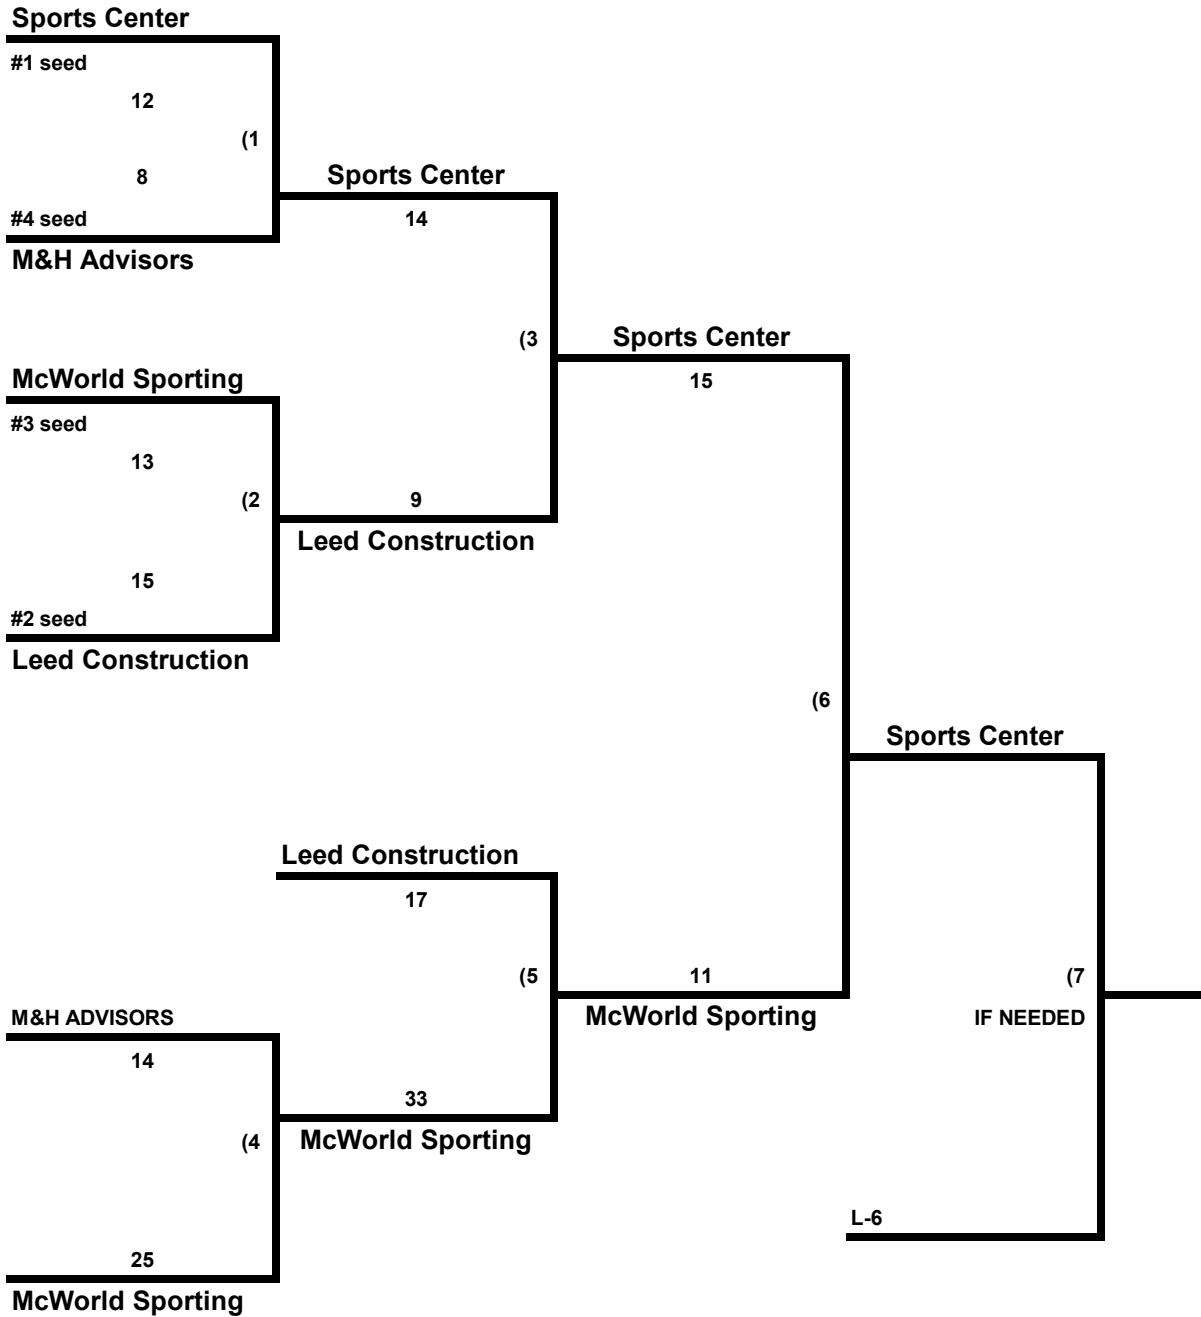 Sports Center
#1 seed
12
(1
8
Sports Center
#4 seed
14
M&H Advisors
(3
Sports Center
McWorld Sporting
15
#3 seed
13
(2
9
Leed Construction
15
#2 seed
Leed Construction
(6
Sports Center
Leed Construction
17
(5
11
(7
M&H ADVISORS
McWorld Sporting
IF NEEDED
14
33
(4
McWorld Sporting
L-6
25
McWorld Sporting